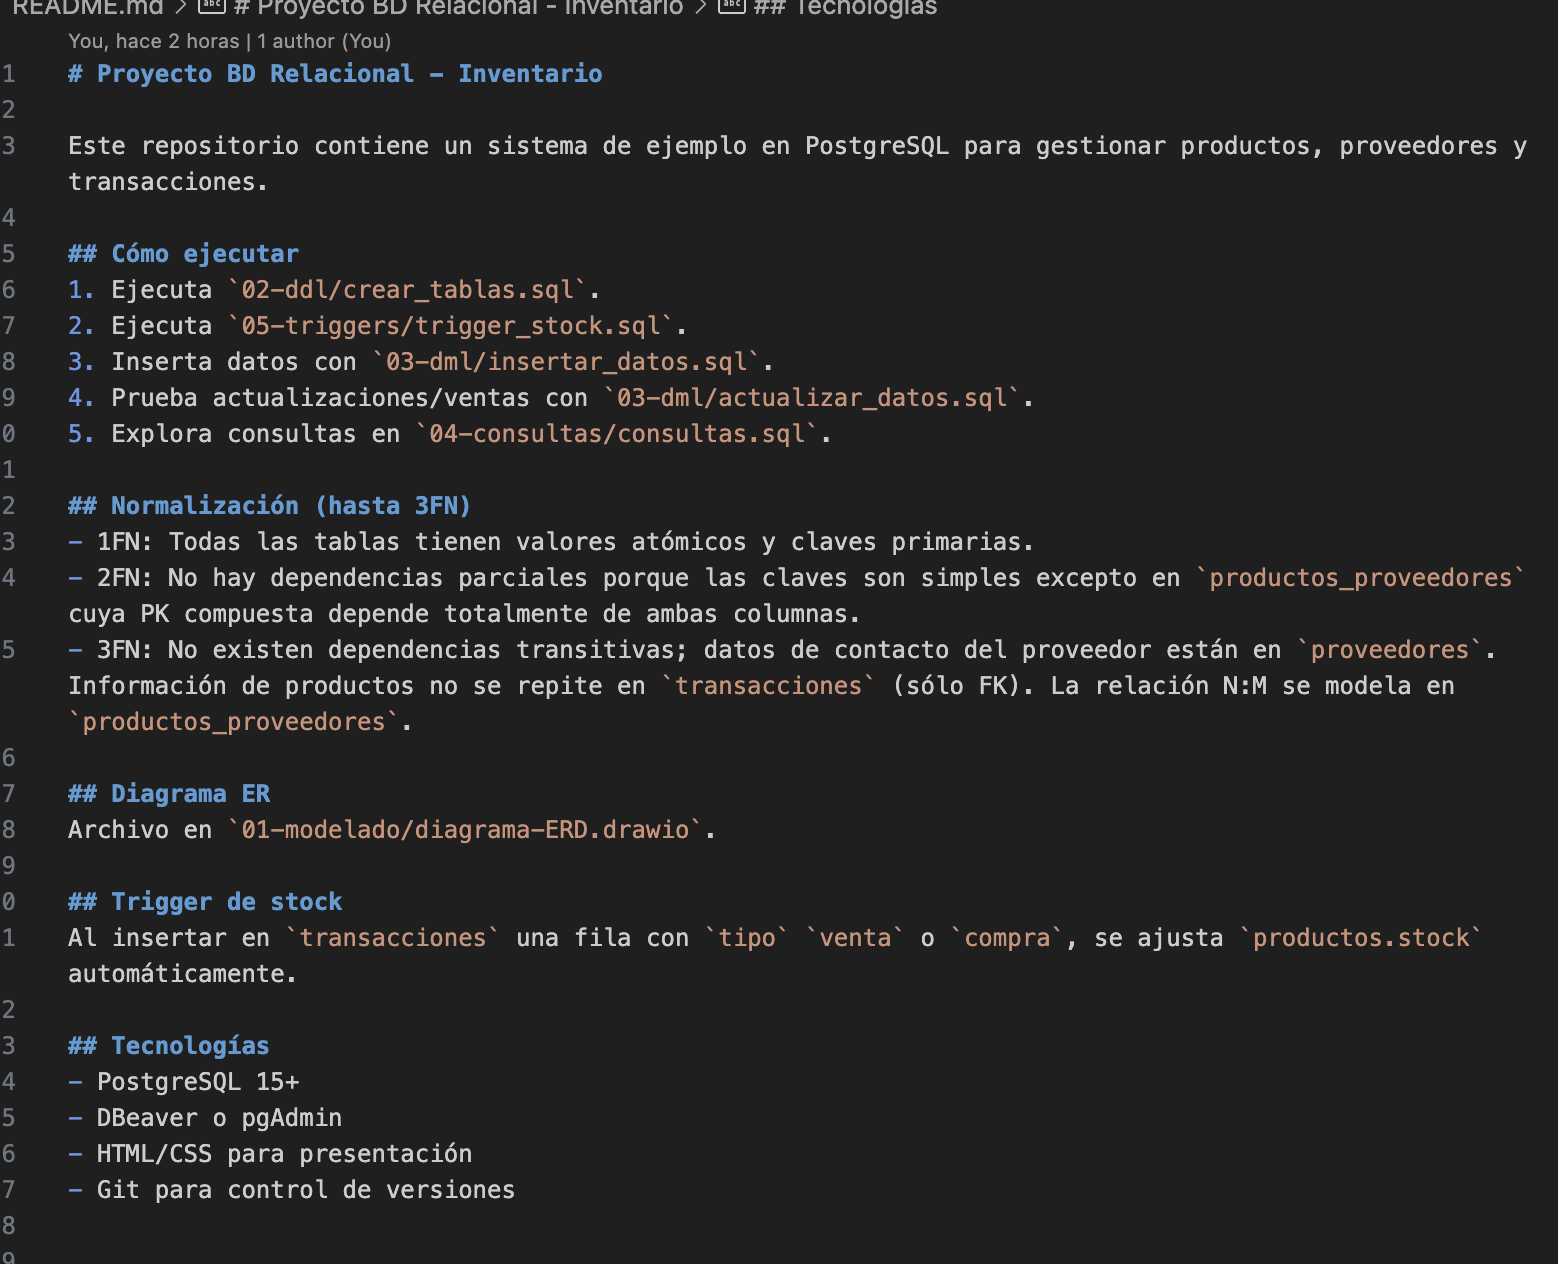 README.md > # Proyecto BD Relacional - Inventario > ## Tecnologías
You, hace 2 horas | 1 author (You)
1 # Proyecto BD Relacional - Inventario
2
3 Este repositorio contiene un sistema de ejemplo en PostgreSQL para gestionar productos, proveedores y
transacciones.
4
5 ## Cómo ejecutar
6 1. Ejecuta `02-ddl/crear_tablas.sql`.
7 2. Ejecuta `05-triggers/trigger_stock.sql`.
8 3. Inserta datos con `03-dml/insertar_datos.sql`.
9 4. Prueba actualizaciones/ventas con `03-dml/actualizar_datos.sql`.
0 5. Explora consultas en `04-consultas/consultas.sql`.
1
2 ## Normalización (hasta 3FN)
3 - 1FN: Todas las tablas tienen valores atómicos y claves primarias.
4 - 2FN: No hay dependencias parciales porque las claves son simples excepto en `productos_proveedores`
cuya PK compuesta depende totalmente de ambas columnas.
5 - 3FN: No existen dependencias transitivas; datos de contacto del proveedor están en `proveedores`.
Información de productos no se repite en `transacciones` (sólo FK). La relación N:M se modela en
`productos_proveedores`.
6
7 ## Diagrama ER
8 Archivo en `01-modelado/diagrama-ERD.drawio`.
9
0 ## Trigger de stock
1 Al insertar en `transacciones` una fila con `tipo` `venta` o `compra`, se ajusta `productos.stock`
automáticamente.
2
3 ## Tecnologías
4 - PostgreSQL 15+
5 - DBeaver o pgAdmin
6 - HTML/CSS para presentación
7 - Git para control de versiones
8
9